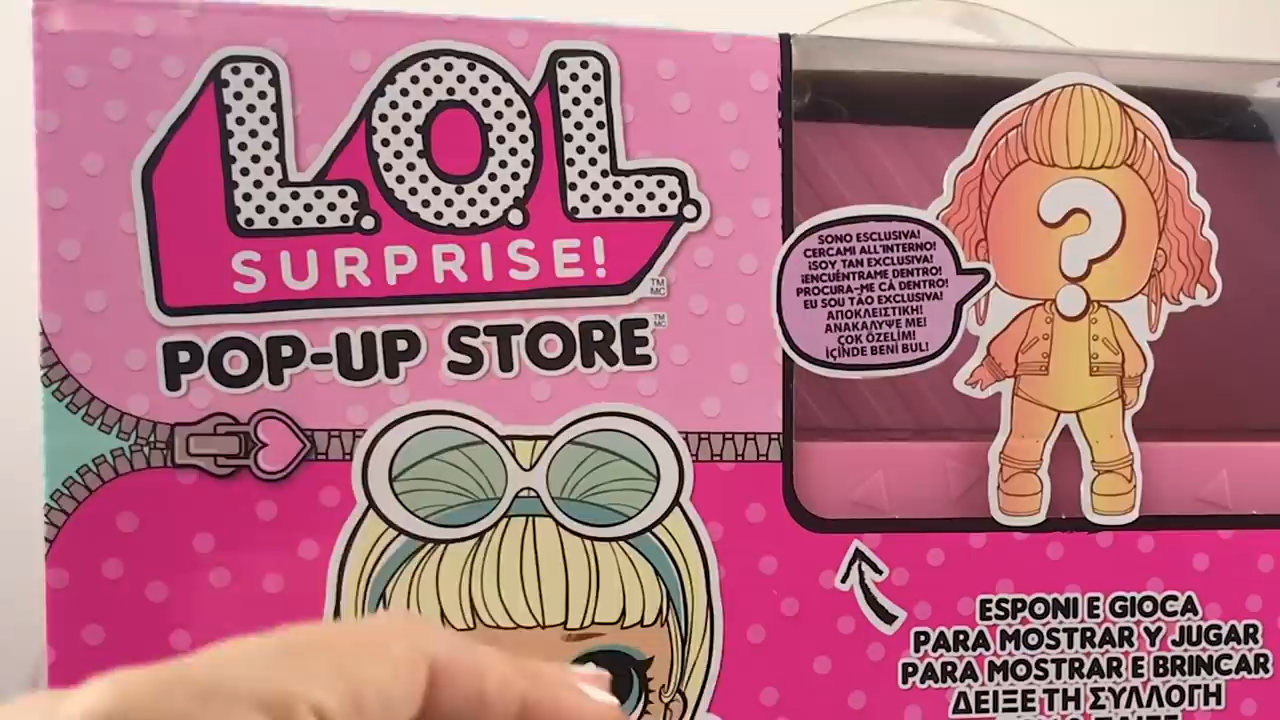 L.O.L.
SURPRISE!
TM
MC
POP-UP STORE
TM
MC
SONO ESCLUSIVA!
CERCAMI ALL'INTERNO!
¡SOY TAN EXCLUSIVA!
¡ENCUÉNTRAME DENTRO!
PROCURA-ME CÁ DENTRO!
EU SOU TÃO EXCLUSIVA!
ΑΠΟΚΛΕΙΣΤΙΚΗ!
ΑΝΑΚΑΛΥΨΕ ΜΕ!
ÇOK ÖZELİM!
İÇİNDE BENİ BUL!
?
ESPONI E GIOCA
PARA MOSTRAR Y JUGAR
PARA MOSTRAR E BRINCAR
ΔΕΙΞΕ ΤΗ ΣΥΛΛΟΓΗ